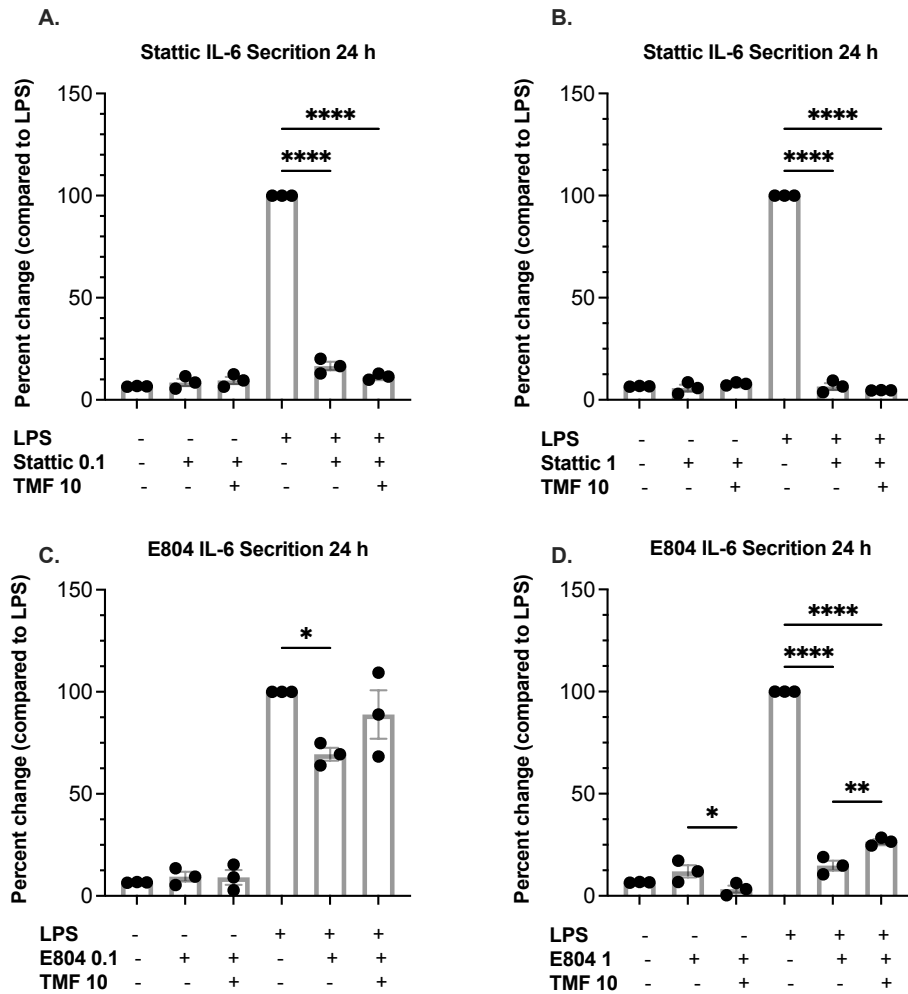 A.
Stattic IL-6 Secrition 24 h
Percent change (compared to LPS)
150
100
50
0
****
****
LPS - - - + + +
Stattic 0.1 - + + - + +
TMF 10 - - + - - +
B.
Stattic IL-6 Secrition 24 h
Percent change (compared to LPS)
150
100
50
0
****
****
LPS - - - + + +
Stattic 1 - + + - + +
TMF 10 - - + - - +
C.
E804 IL-6 Secrition 24 h
Percent change (compared to LPS)
150
100
50
0
*
LPS - - - + + +
E804 0.1 - + + - + +
TMF 10 - - + - - +
D.
E804 IL-6 Secrition 24 h
Percent change (compared to LPS)
150
100
50
0
****
****
**
*
LPS - - - + + +
E804 1 - + + - + +
TMF 10 - - + - - +